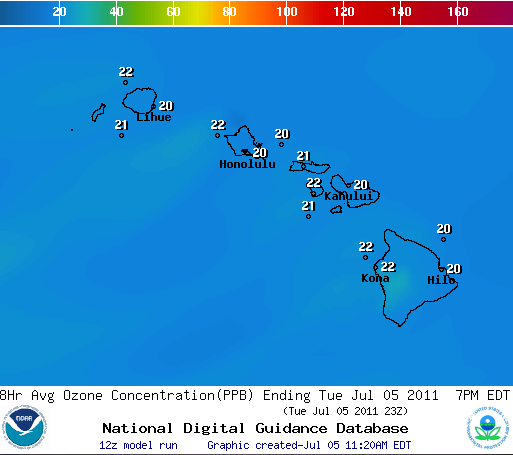 20 40 60 80 100 120 140 160
22
20
Lihue
21
22
20
20
Honolulu
21
22
20
Kahului
21
20
22
22
20
Kona
Hilo
8Hr Avg Ozone Concentration(PPB) Ending Tue Jul 05 2011 7PM EDT
(Tue Jul 05 2011 23Z)
NOAA
National Digital Guidance Database
12z model run Graphic created-Jul 05 11:20AM EDT